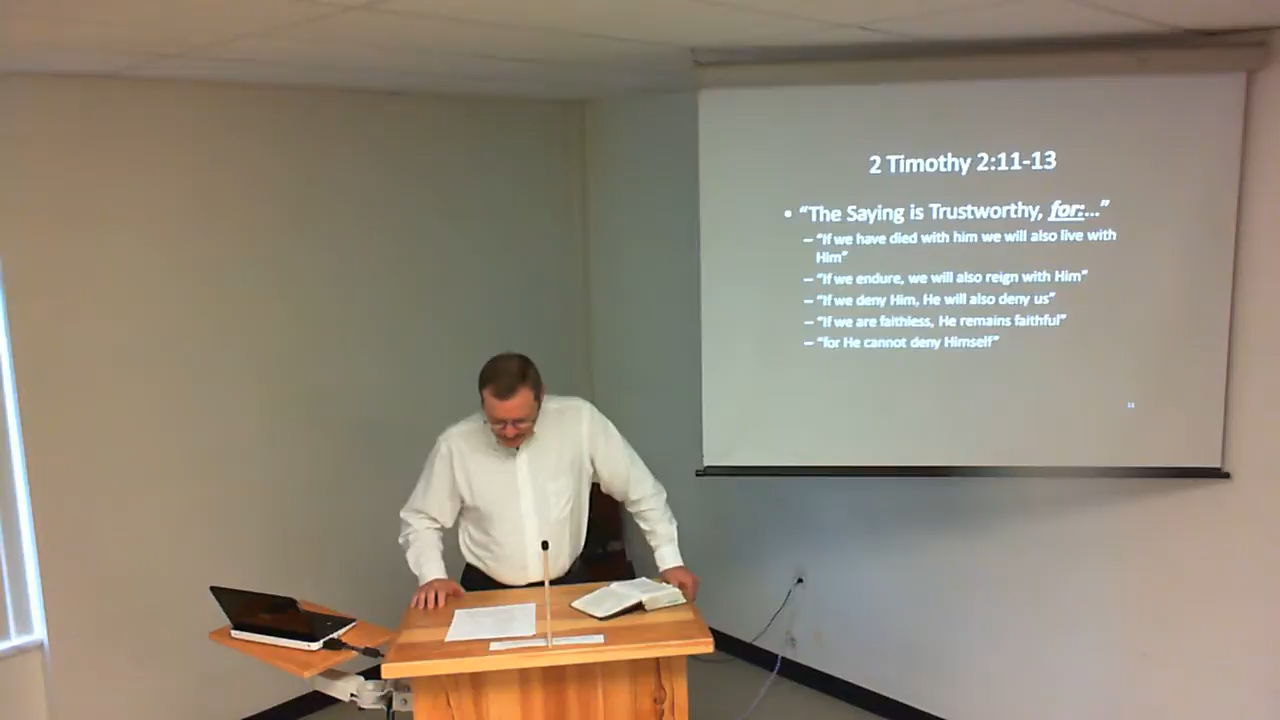 2 Timothy 2:11-13
• “The Saying is Trustworthy, for:...”
– “If we have died with him we will also live with
Him”
– “If we endure, we will also reign with Him”
– “If we deny Him, He will also deny us”
– “If we are faithless, He remains faithful”
– “for He cannot deny Himself”